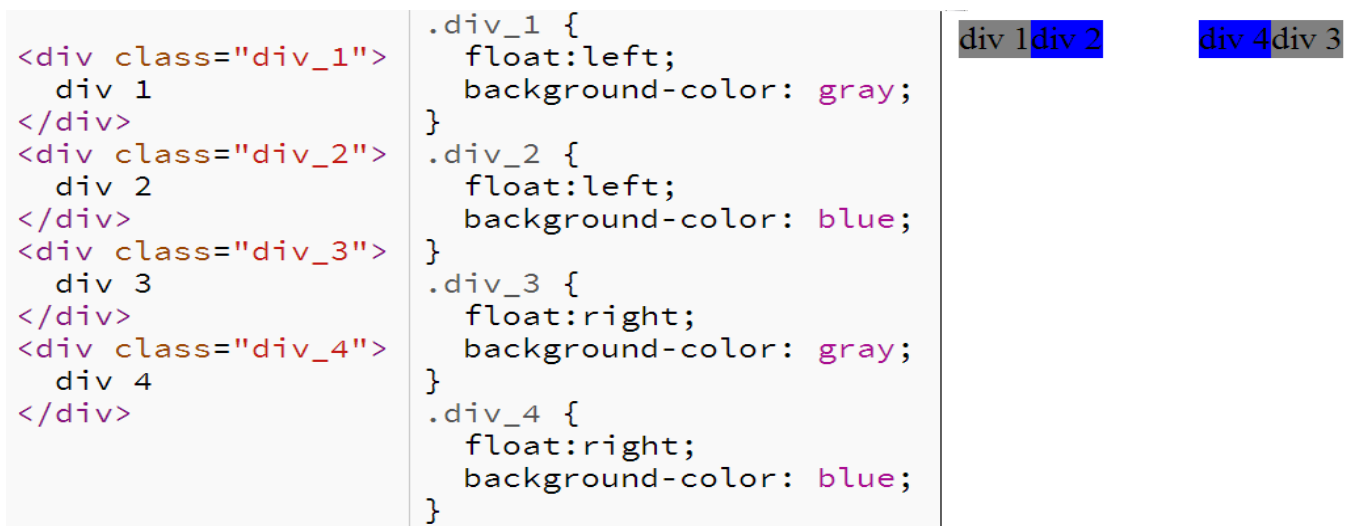 <div class="div_1">
  div 1
</div>
<div class="div_2">
  div 2
</div>
<div class="div_3">
  div 3
</div>
<div class="div_4">
  div 4
</div>
.div_1 {
  float:left;
  background-color: gray;
}
.div_2 {
  float:left;
  background-color: blue;
}
.div_3 {
  float:right;
  background-color: gray;
}
.div_4 {
  float:right;
  background-color: blue;
}
div 1div 2 div 4div 3